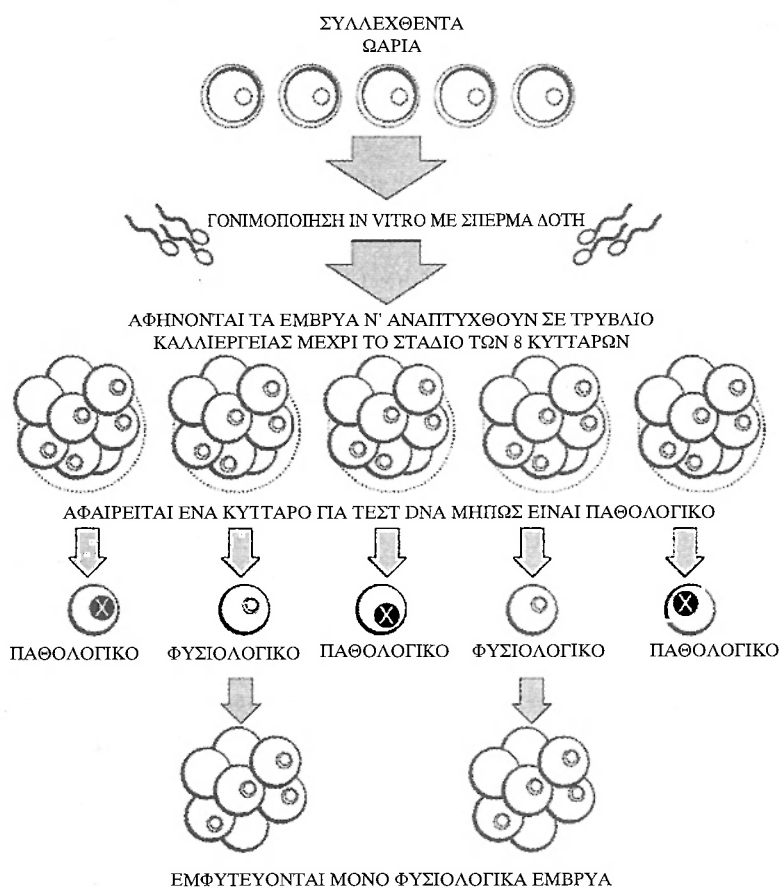 ΣΥΛΛΕΧΘΕΝΤΑ
ΩΑΡΙΑ
ΓΟΝΙΜΟΠΟΙΗΣΗ IN VITRO ΜΕ ΣΠΕΡΜΑ ΔΟΤΗ
ΑΦΗΝΟΝΤΑΙ ΤΑ ΕΜΒΡΥΑ Ν' ΑΝΑΠΤΥΧΘΟΥΝ ΣΕ ΤΡΥΒΛΙΟ
ΚΑΛΛΙΕΡΓΕΙΑΣ ΜΕΧΡΙ ΤΟ ΣΤΑΔΙΟ ΤΩΝ 8 ΚΥΤΤΑΡΩΝ
ΑΦΑΙΡΕΙΤΑΙ ΕΝΑ ΚΥΤΤΑΡΟ ΓΙΑ ΤΕΣΤ DNA ΜΗΠΩΣ ΕΙΝΑΙ ΠΑΘΟΛΟΓΙΚΟ
X X X
ΠΑΘΟΛΟΓΙΚΟ ΦΥΣΙΟΛΟΓΙΚΟ ΠΑΘΟΛΟΓΙΚΟ ΦΥΣΙΟΛΟΓΙΚΟ ΠΑΘΟΛΟΓΙΚΟ
ΕΜΦΥΤΕΥΟΝΤΑΙ ΜΟΝΟ ΦΥΣΙΟΛΟΓΙΚΑ ΕΜΒΡΥΑ